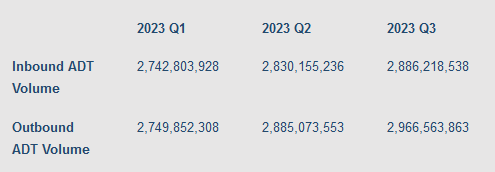 2023 Q1 2023 Q2 2023 Q3
Inbound ADT 2,742,803,928 2,830,155,236 2,886,218,538
Volume
Outbound 2,749,852,308 2,885,073,553 2,966,563,863
ADT Volume